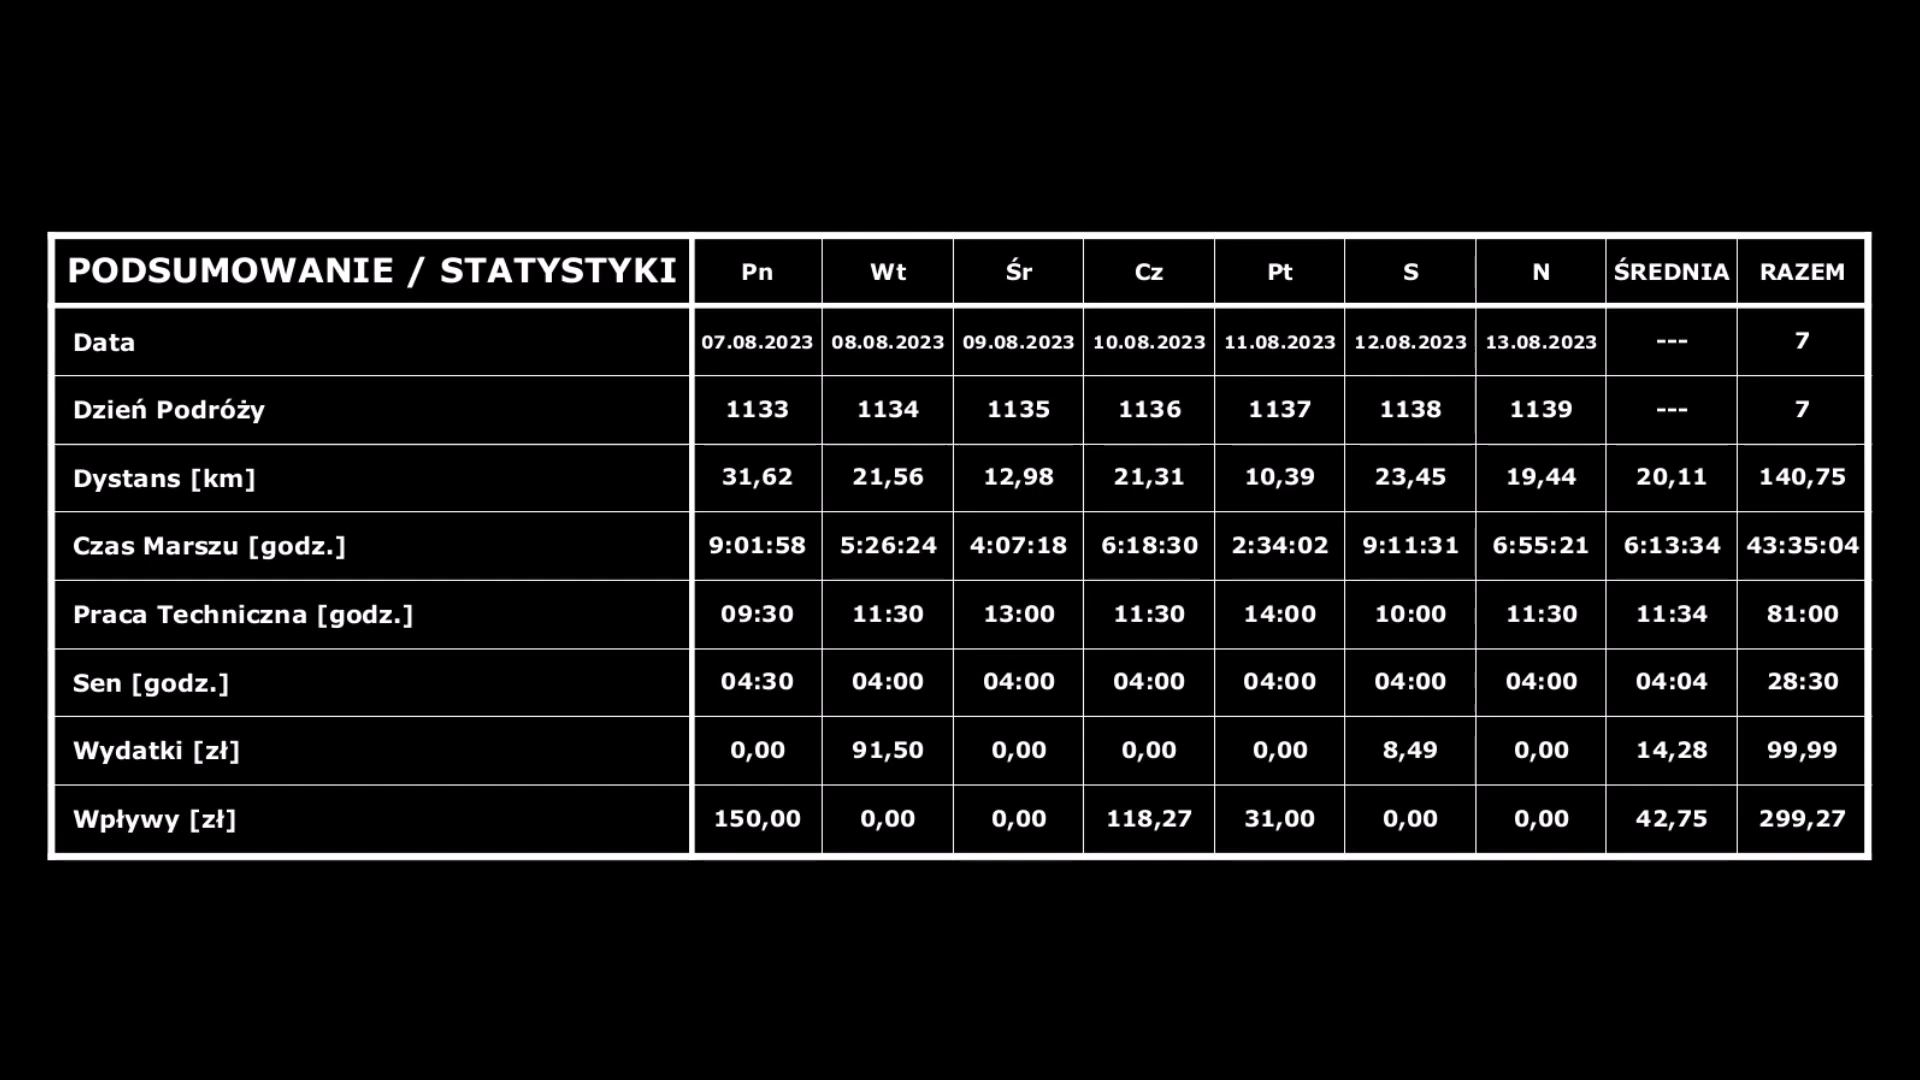 PODSUMOWANIE / STATYSTYKI Pn Wt Śr Cz Pt S N ŚREDNIA RAZEM
Data 07.08.2023 08.08.2023 09.08.2023 10.08.2023 11.08.2023 12.08.2023 13.08.2023 --- 7
Dzień Podróży 1133 1134 1135 1136 1137 1138 1139 --- 7
Dystans [km] 31,62 21,56 12,98 21,31 10,39 23,45 19,44 20,11 140,75
Czas Marszu [godz.] 9:01:58 5:26:24 4:07:18 6:18:30 2:34:02 9:11:31 6:55:21 6:13:34 43:35:04
Praca Techniczna [godz.] 09:30 11:30 13:00 11:30 14:00 10:00 11:30 11:34 81:00
Sen [godz.] 04:30 04:00 04:00 04:00 04:00 04:00 04:00 04:04 28:30
Wydatki [zł] 0,00 91,50 0,00 0,00 0,00 8,49 0,00 14,28 99,99
Wpływy [zł] 150,00 0,00 0,00 118,27 31,00 0,00 0,00 42,75 299,27